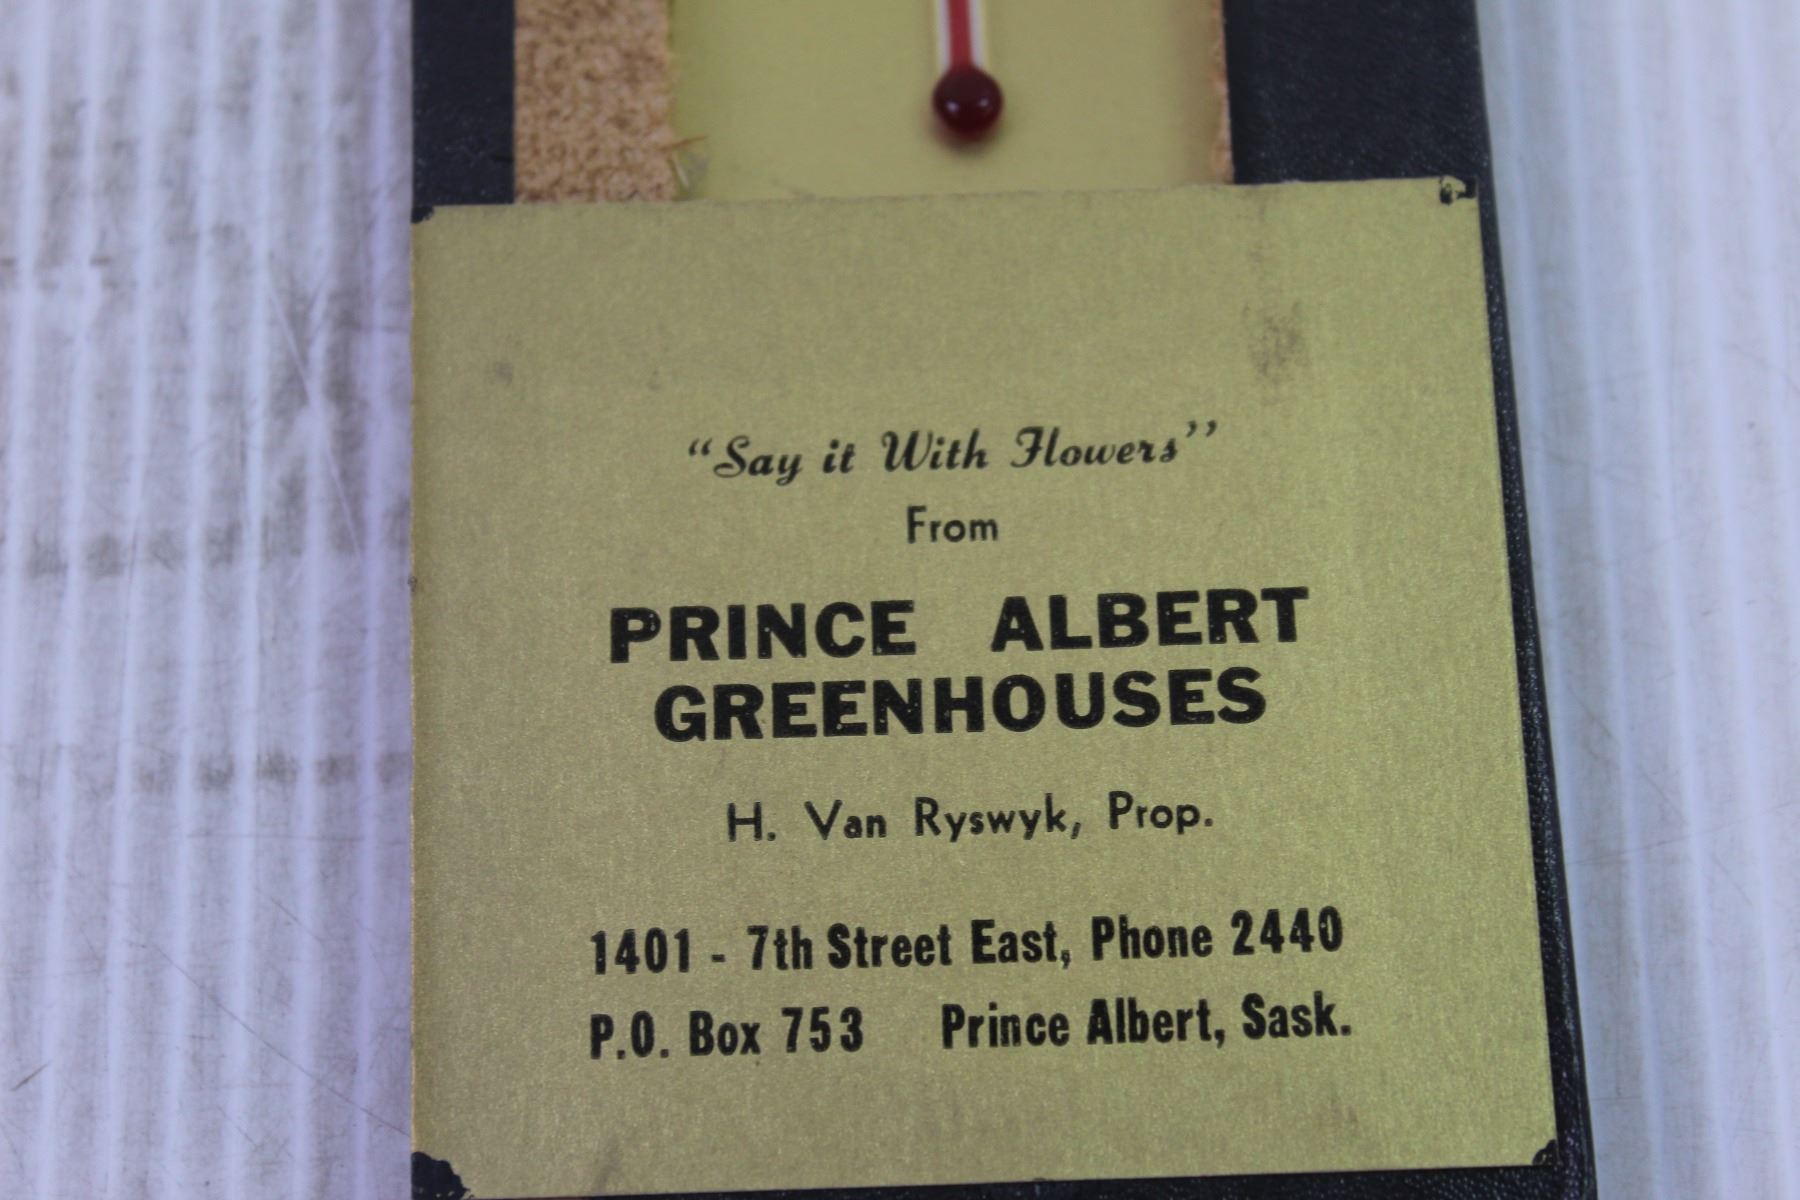 “Say it With Flowers”
From
PRINCE ALBERT
GREENHOUSES
H. Van Ryswyk, Prop.
1401 - 7th Street East, Phone 2440
P.O. Box 753 Prince Albert, Sask.